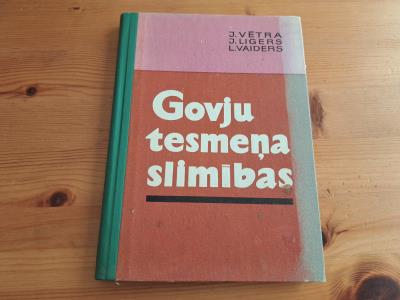 J. VĒTRA
J. LIGERS
L. VAIDERS
Govju
tesmeņa
slimības